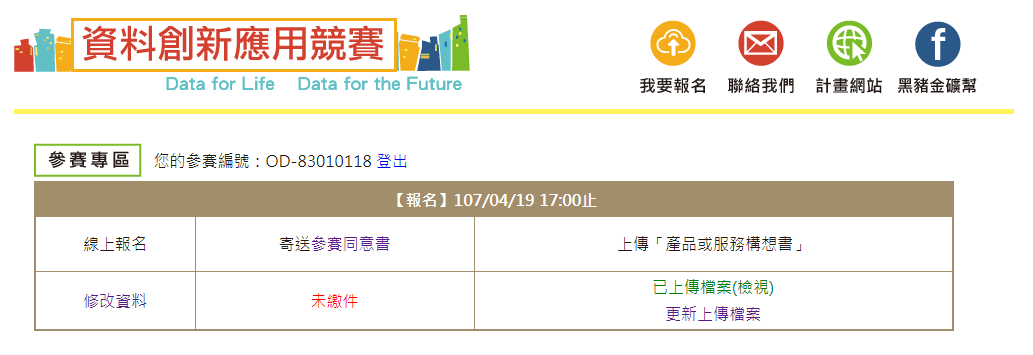 資料創新應用競賽
Data for Life Data for the Future
我要報名 聯絡我們 計畫網站 黑豬金礦幫
參賽專區 您的參賽編號：OD-83010118 登出
【報名】107/04/19 17:00止
線上報名 寄送參賽同意書 上傳「產品或服務構想書」
修改資料 未繳件 已上傳檔案(檢視)
更新上傳檔案